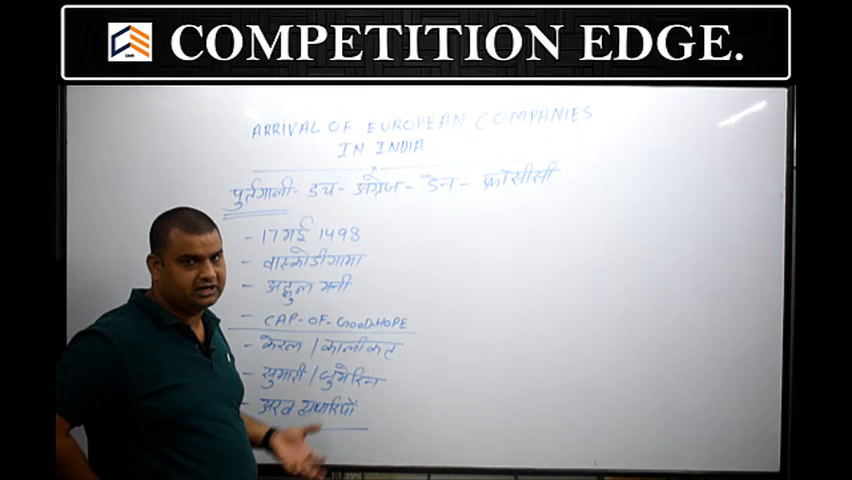 COMPETITION EDGE.
ARRIVAL OF EUROPEAN COMPANIES
IN INDIA
पुर्तगाली - डच - अंग्रेज - डेन - फ्रांसीसी
- 17 मई 1498
- वास्कोडीगामा
- अब्दुल मनी
- CAP-OF-GOOD-HOPE
- केरल / कालीकट
- सुमारी / जुमेरिन
- अरब व्यापारियों